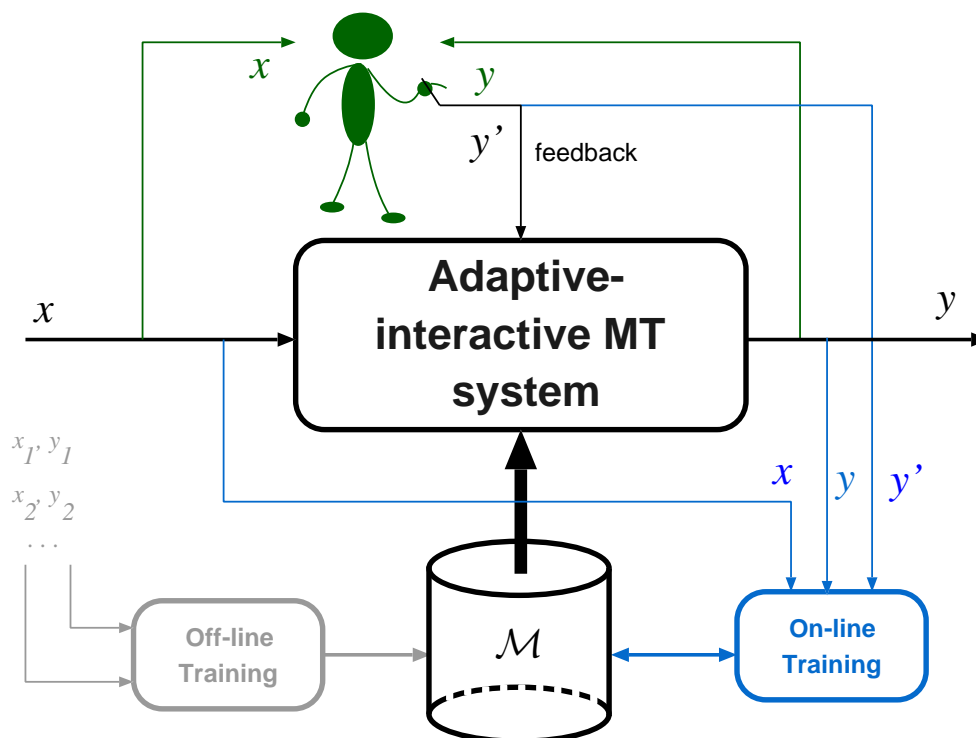 x
y
y’
feedback
Adaptive-
interactive MT
system
x
y
x1, y1
x2, y2
. . .
x
y
y’
Off-line
Training
ℳ
On-line
Training